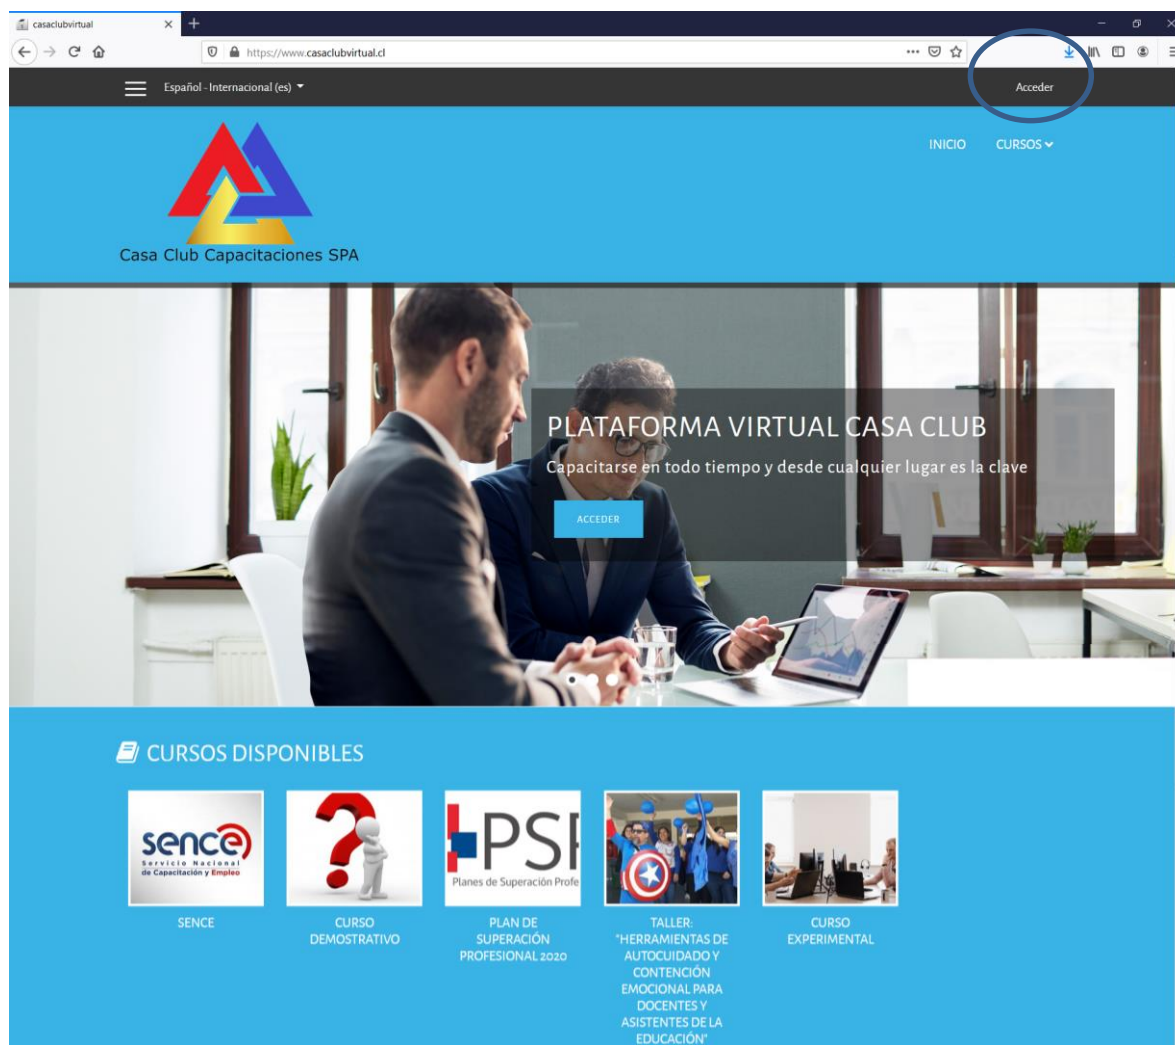 casaclubvirtual
https://www.casaclubvirtual.cl
Español - Internacional (es)
Acceder
INICIO
CURSOS
Casa Club Capacitaciones SPA
PLATAFORMA VIRTUAL CASA CLUB
Capacitarse en todo tiempo y desde cualquier lugar es la clave
ACCEDER
CURSOS DISPONIBLES
sence
Servicio Nacional
de Capacitación y Empleo
SENCE
CURSO
DEMOSTRATIVO
PSP
Planes de Superación Profe
PLAN DE
SUPERACIÓN
PROFESIONAL 2020
TALLER:
"HERRAMIENTAS DE
AUTOCUIDADO Y
CONTENCIÓN
EMOCIONAL PARA
DOCENTES Y
ASISTENTES DE LA
EDUCACIÓN"
CURSO
EXPERIMENTAL